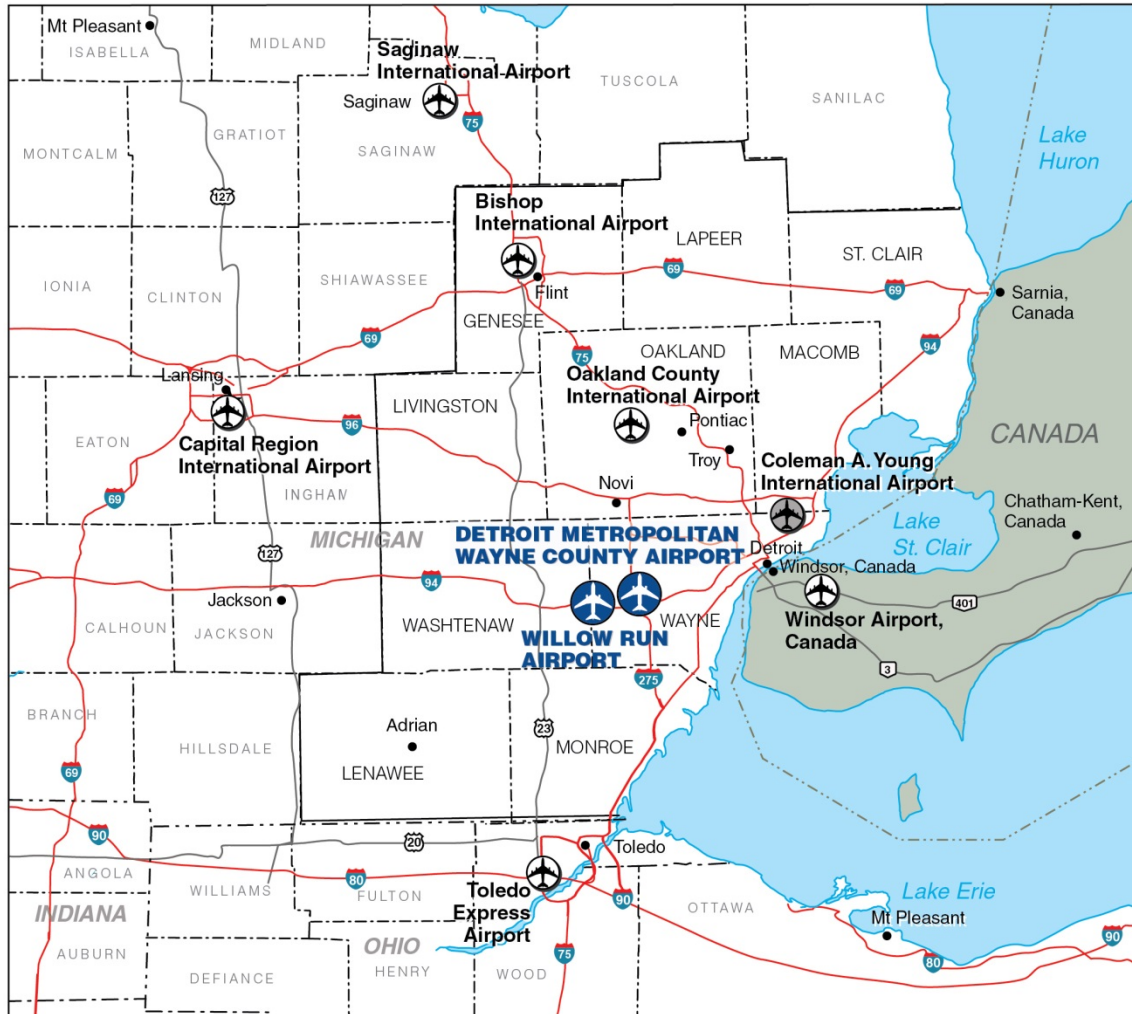 Mt Pleasant
ISABELLA
MIDLAND
Saginaw
International Airport
Saginaw
75
TUSCOLA
SANILAC
Lake
Huron
GRATIOT
MONTCALM
SAGINAW
127
Bishop
International Airport
LAPEER
ST. CLAIR
IONIA
CLINTON
SHIAWASSEE
69
69
Flint
GENESEE
Sarnia,
Canada
69
75
OAKLAND
MACOMB
94
Lansing
Oakland County
International Airport
LIVINGSTON
96
Pontiac
CANADA
EATON
Capital Region
International Airport
Troy
Coleman A. Young
International Airport
69
INGHAM
Novi
Chatham-Kent,
Canada
MICHIGAN
DETROIT METROPOLITAN
WAYNE COUNTY AIRPORT
Lake
St. Clair
127
Detroit
Windsor, Canada
94
Jackson
401
CALHOUN
JACKSON
WASHTENAW
WAYNE
Windsor Airport,
Canada
WILLOW RUN
AIRPORT
3
275
BRANCH
Adrian
23
HILLSDALE
MONROE
69
LENAWEE
90
20
Toledo
ANGOLA
80
WILLIAMS
FULTON
Toledo
Express
Airport
90
OTTAWA
Lake Erie
INDIANA
Mt Pleasant
OHIO
AUBURN
75
90
80
DEFIANCE
HENRY
WOOD